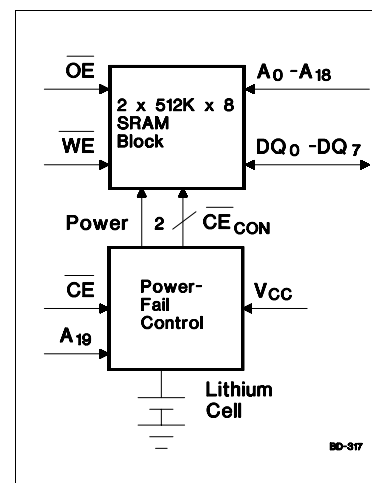 OE
A0 -A18
2 x 512K x 8
SRAM
Block
WE
DQ0 -DQ7
Power
2
CECON
CE
Power-
Fail
Control
VCC
A19
Lithium
Cell
BD-317